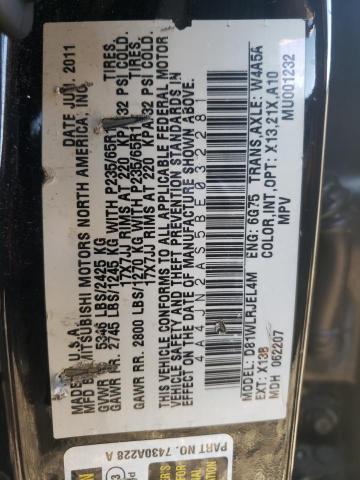 MADE IN U.S.A. DATE JUN. 2011
MFD BY MITSUBISHI MOTORS NORTH AMERICA, INC.
GVWR 5346 LBS/2425 KG
GAWR FR. 2745 LBS/1245 KG WITH P235/65R17 TIRES,
17X7JJ RIMS AT 220 KPA/32 PSI COLD.
GAWR RR. 2800 LBS/1270 KG WITH P235/65R17 TIRES,
17X7JJ RIMS AT 220 KPA/32 PSI COLD.
THIS VEHICLE CONFORMS TO ALL APPLICABLE FEDERAL MOTOR
VEHICLE SAFETY AND THEFT PREVENTION STANDARDS IN
EFFECT ON THE DATE OF MANUFACTURE SHOWN ABOVE.
4A4JN2AS5BE032281
MODEL: D81WLRJEL4M ENG: 6G75 TRANS,AXLE: W4A5A
EXT: X13B COLOR,INT,OPT: X13,21X,A10
MDH 062207 MPV MU001232
PART NO. 7430A228 A